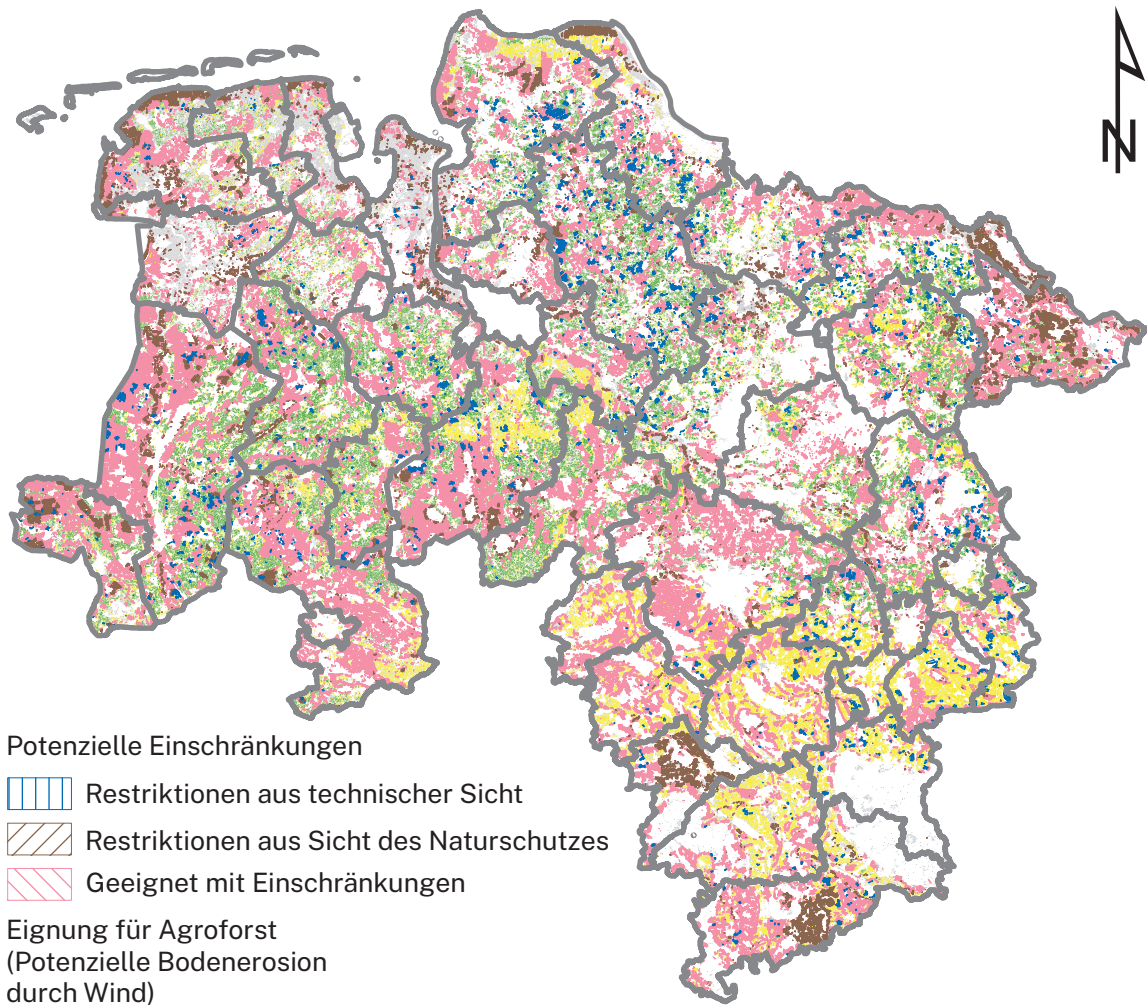 N
Potenzielle Einschränkungen
Restriktionen aus technischer Sicht
Restriktionen aus Sicht des Naturschutzes
Geeignet mit Einschränkungen
Eignung für Agroforst
(Potenzielle Bodenerosion
durch Wind)